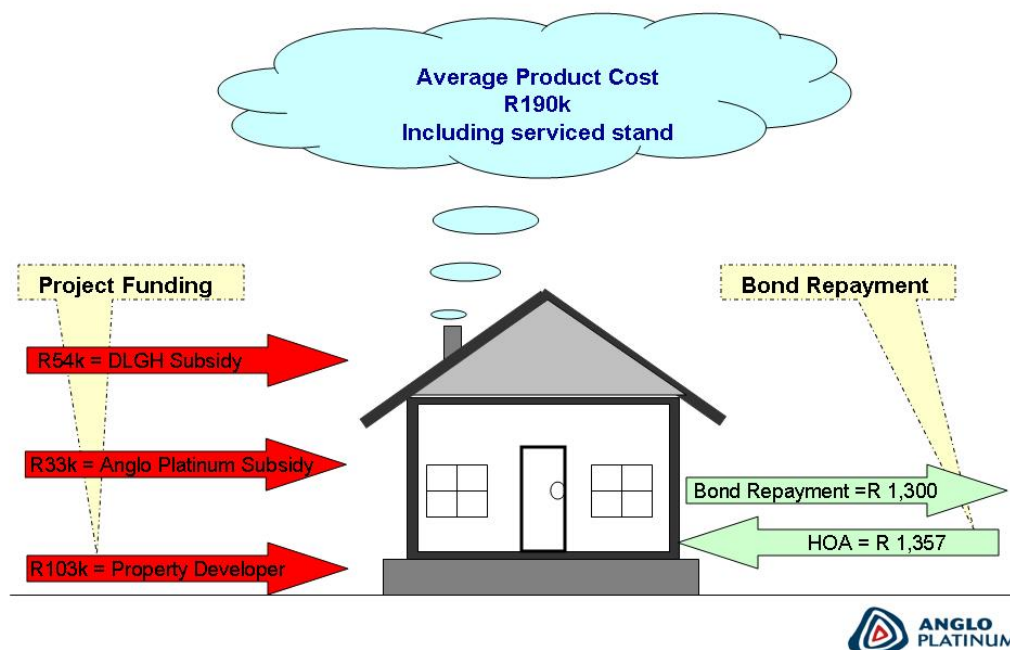 Average Product Cost
R190k
Including serviced stand
Project Funding
Bond Repayment
R54k = DLGH Subsidy
R33k = Anglo Platinum Subsidy
Bond Repayment =R 1,300
HOA = R 1,357
R103k = Property Developer
ANGLO
PLATINUM